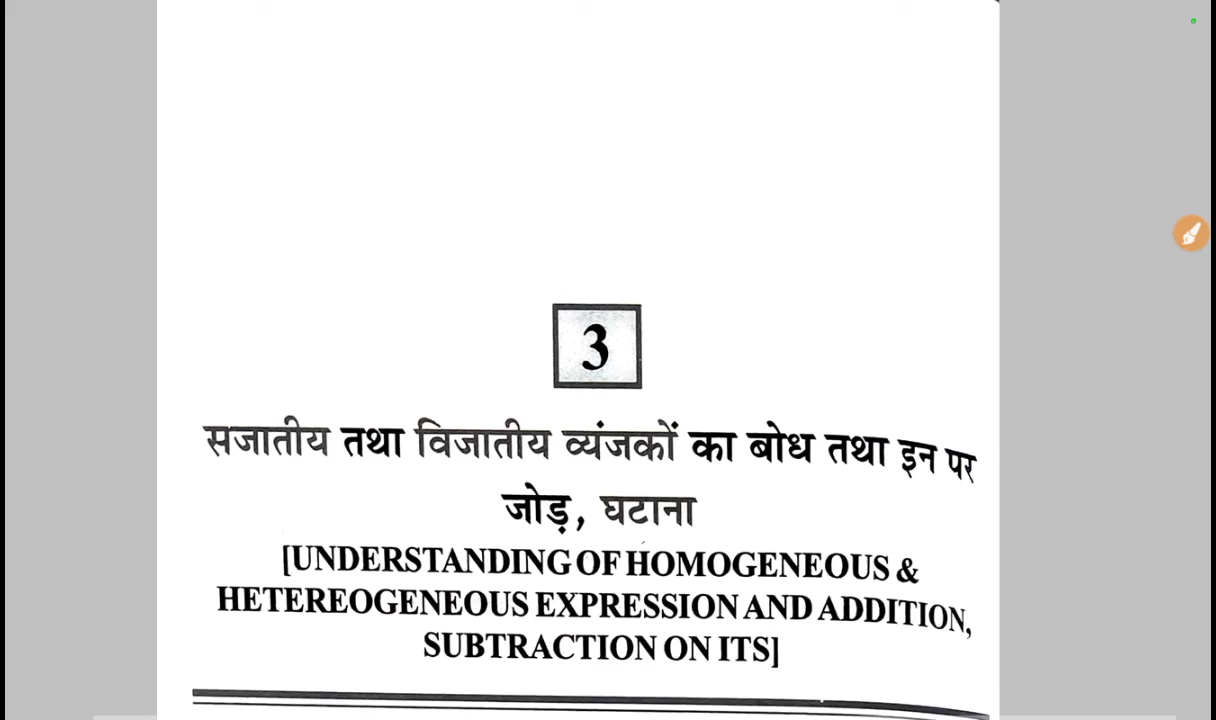 3
सजातीय तथा विजातीय व्यंजकों का बोध तथा इन पर
जोड़, घटाना
[UNDERSTANDING OF HOMOGENEOUS &
HETEREOGENEOUS EXPRESSION AND ADDITION,
SUBTRACTION ON ITS]